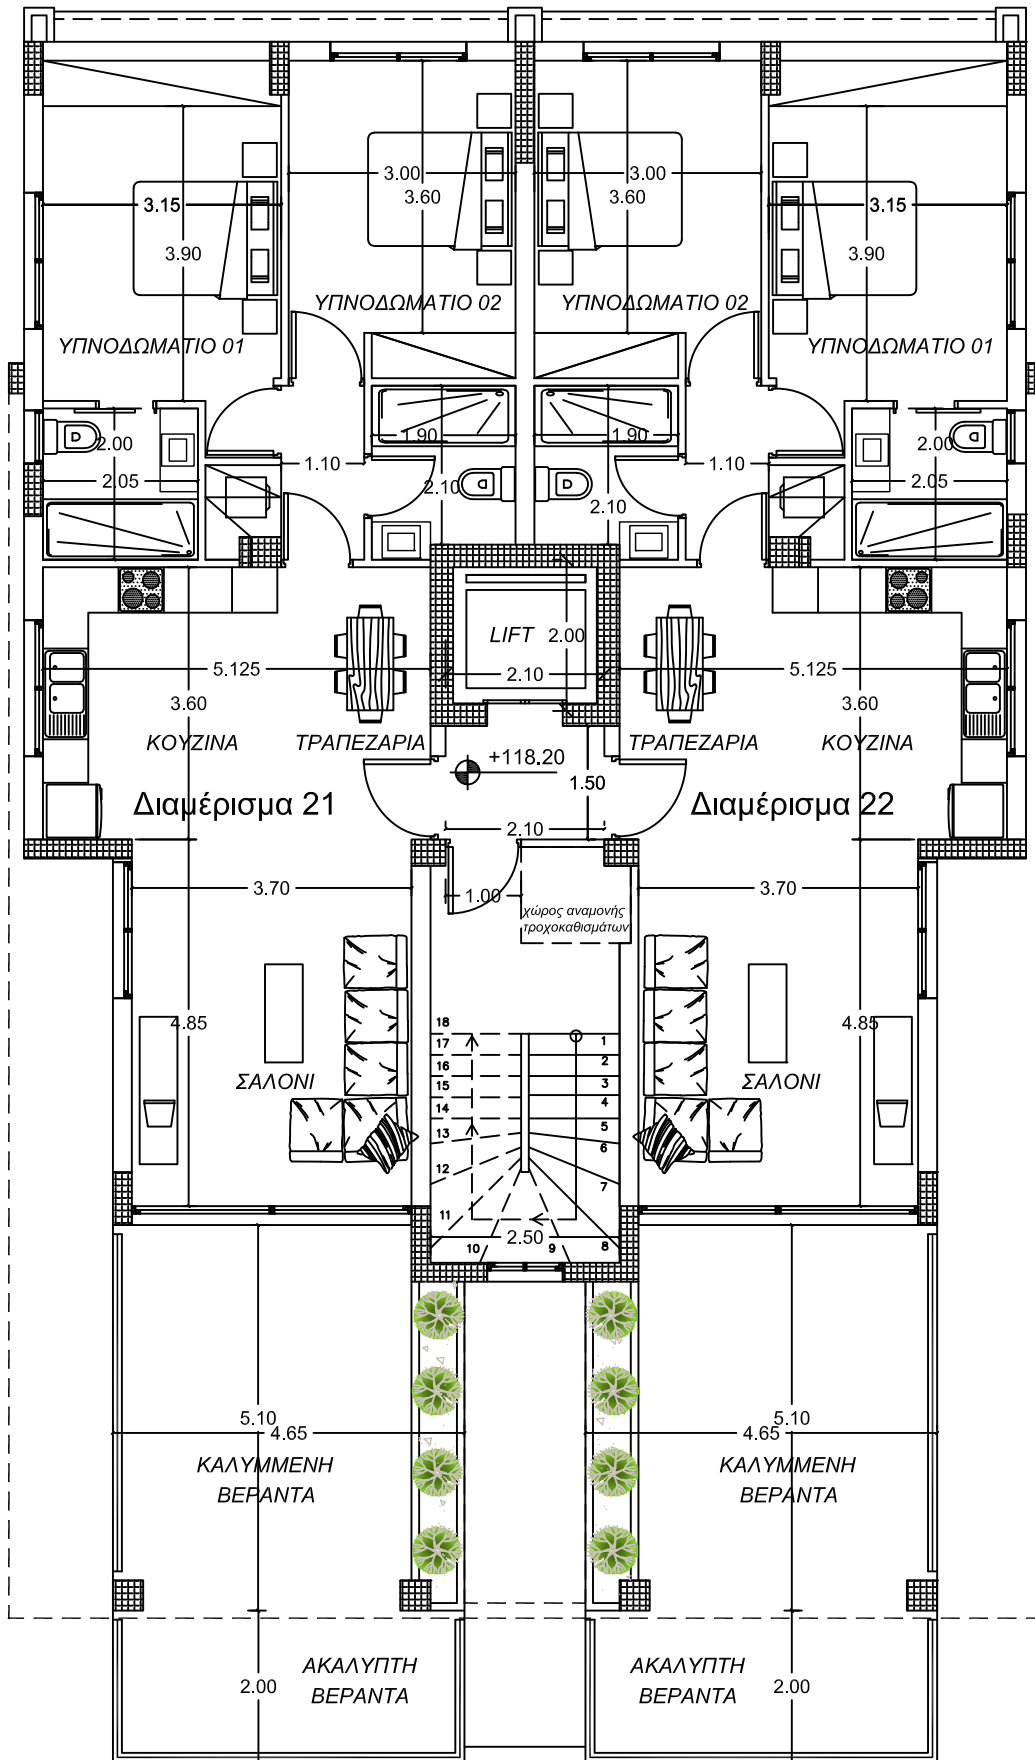 3.00
3.60
3.00
3.60
3.15
3.90
3.15
3.90
ΥΠΝΟΔΩΜΑΤΙΟ 02
ΥΠΝΟΔΩΜΑΤΙΟ 02
ΥΠΝΟΔΩΜΑΤΙΟ 01
ΥΠΝΟΔΩΜΑΤΙΟ 01
2.00
1.90
1.90
2.00
2.05
1.10
2.10
2.10
1.10
2.05
LIFT
2.00
2.10
5.125
3.60
5.125
3.60
ΚΟΥΖΙΝΑ
ΤΡΑΠΕΖΑΡΙΑ
ΤΡΑΠΕΖΑΡΙΑ
ΚΟΥΖΙΝΑ
+118.20
1.50
Διαμέρισμα 21
Διαμέρισμα 22
2.10
3.70
1.00
3.70
χώρος αναμονής
τροχοκαθισμάτων
4.85
4.85
ΣΑΛΟΝΙ
ΣΑΛΟΝΙ
18
17
16
15
14
13
12
11
10
9
8
7
6
5
4
3
2
1
2.50
5.10
4.65
5.10
4.65
ΚΑΛΥΜΜΕΝΗ
ΒΕΡΑΝΤΑ
ΚΑΛΥΜΜΕΝΗ
ΒΕΡΑΝΤΑ
2.00
ΑΚΑΛΥΠΤΗ
ΒΕΡΑΝΤΑ
ΑΚΑΛΥΠΤΗ
ΒΕΡΑΝΤΑ
2.00